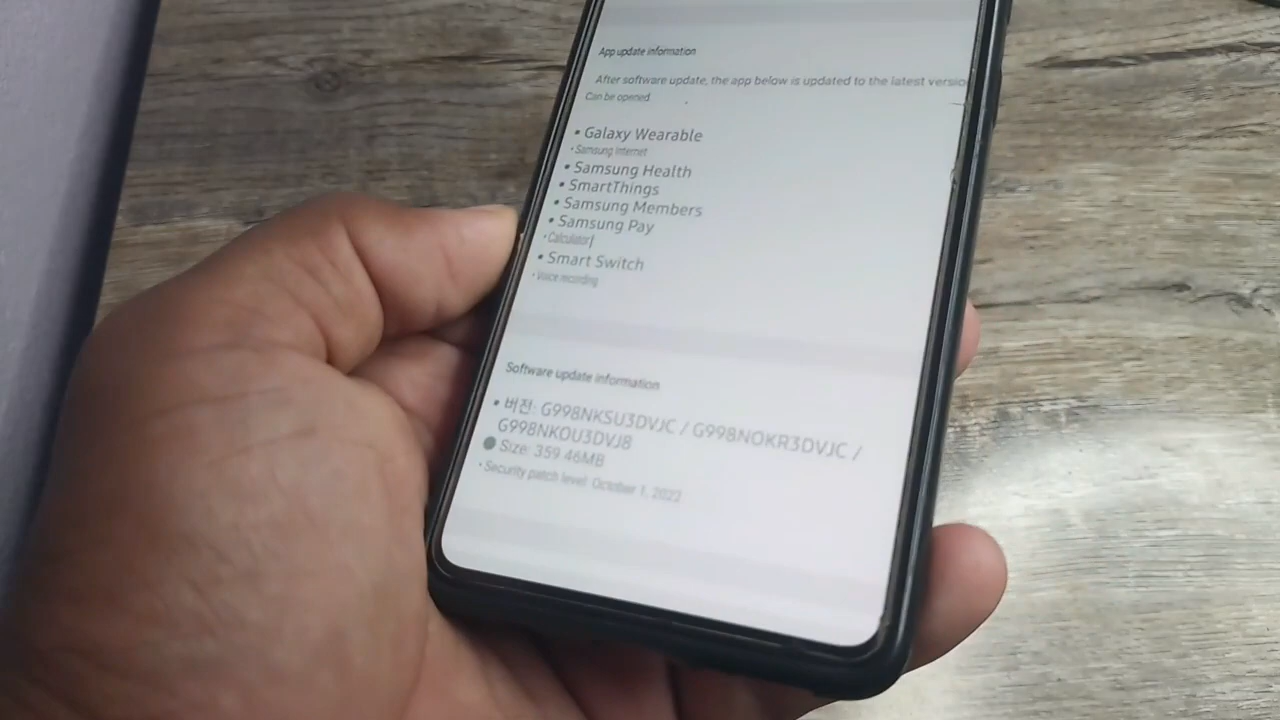 App update information
After software update, the app below is updated to the latest versio
Can be opened
• Galaxy Wearable
• Samsung Internet
• Samsung Health
• SmartThings
• Samsung Members
• Samsung Pay
• Calculator
• Smart Switch
• Voice recording
Software update information
• 버전: G998NKSU3DVJC / G998NOKR3DVJC /
G998NKOU3DVJ8
● Size: 359.46MB
• Security patch level: October 1, 2022